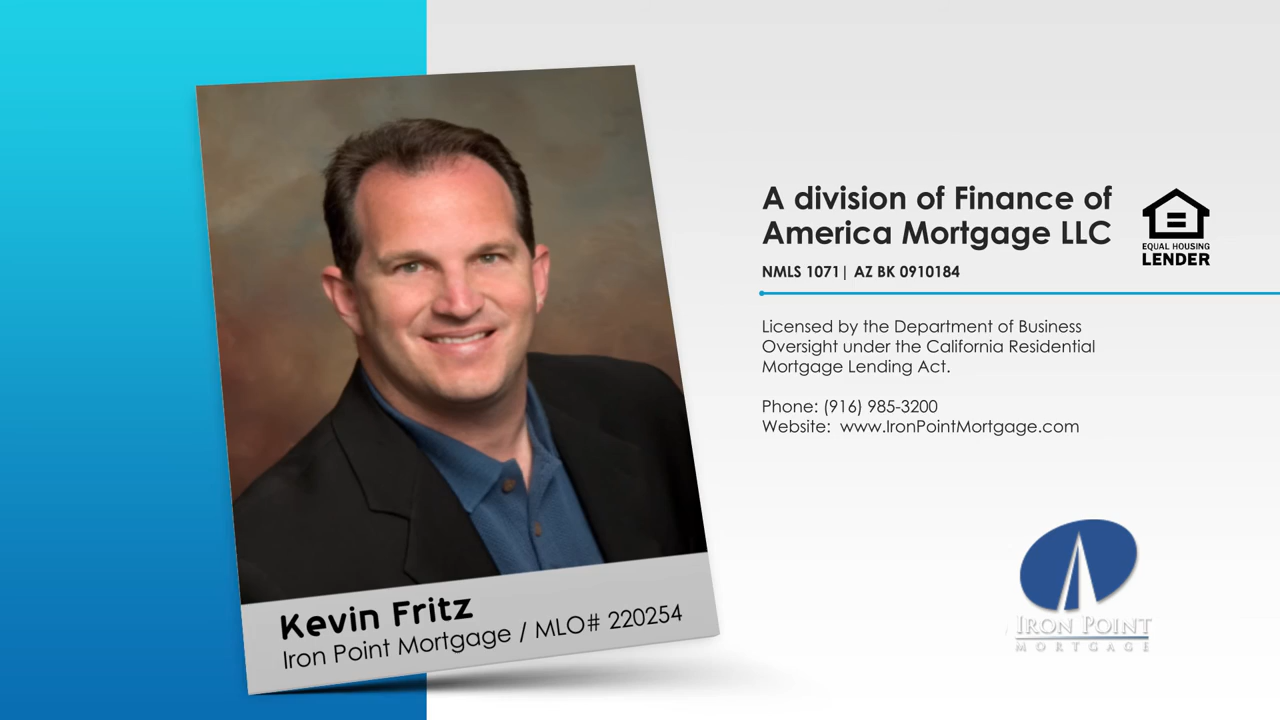 A division of Finance of
America Mortgage LLC
NMLS 1071| AZ BK 0910184
EQUAL HOUSING
LENDER
Licensed by the Department of Business
Oversight under the California Residential
Mortgage Lending Act.
Phone: (916) 985-3200
Website: www.IronPointMortgage.com
Kevin Fritz
Iron Point Mortgage / MLO# 220254
IRON POINT
MORTGAGE